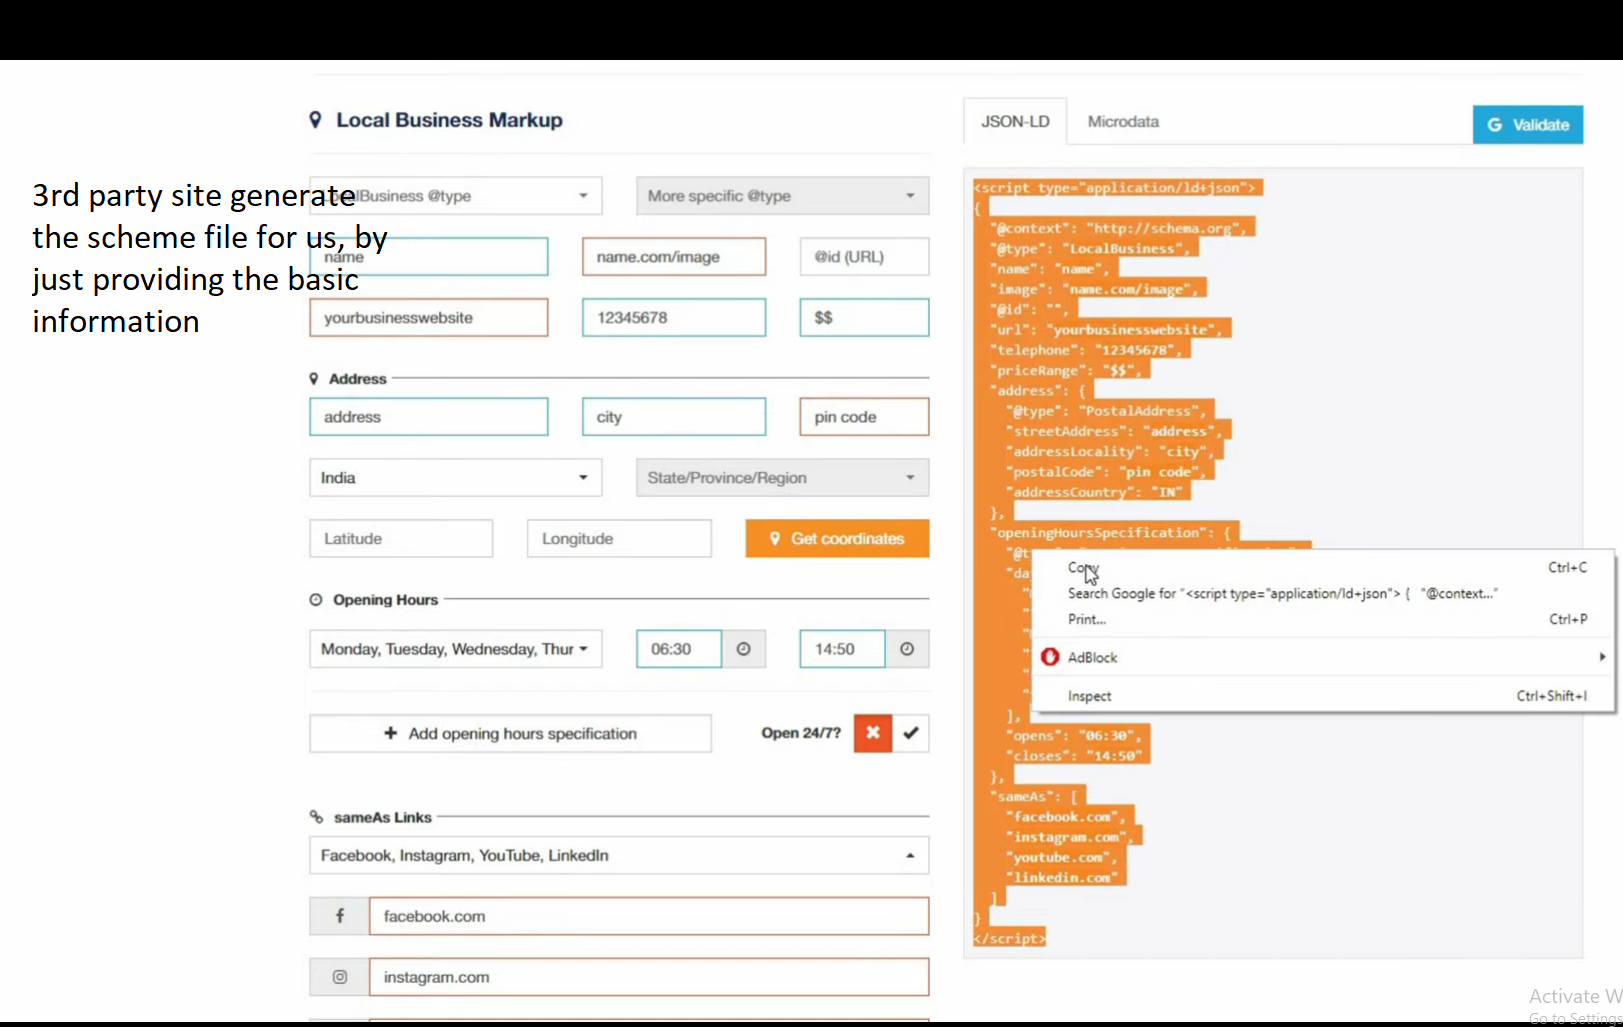 Local Business Markup
JSON-LD
Microdata
G Validate
3rd party site generate
the scheme file for us, by
just providing the basic
information
LocalBusiness @type
More specific @type
name
name.com/image
@id (URL)
yourbusinesswebsite
12345678
$$
Address
address
city
pin code
India
State/Province/Region
Latitude
Longitude
Get coordinates
Opening Hours
Monday, Tuesday, Wednesday, Thur
06:30
14:50
+ Add opening hours specification
Open 24/7?
sameAs Links
Facebook, Instagram, YouTube, LinkedIn
facebook.com
instagram.com
<script type="application/ld+json">
{
"@context": "http://schema.org",
"@type": "LocalBusiness",
"name": "name",
"image": "name.com/image",
"@id": "",
"url": "yourbusinesswebsite",
"telephone": "12345678",
"priceRange": "$$",
"address": {
"@type": "PostalAddress",
"streetAddress": "address",
"addressLocality": "city",
"postalCode": "pin code",
"addressCountry": "IN"
},
"openingHoursSpecification": {
"@t
"da
],
"opens": "06:30",
"closes": "14:50"
},
"sameAs": [
"facebook.com",
"instagram.com",
"youtube.com",
"linkedin.com"
]
}
</script>
Copy Ctrl+C
Search Google for "<script type="application/ld+json"> { "@context..."
Print... Ctrl+P
AdBlock
Inspect Ctrl+Shift+I
Activate W
Go to Settings